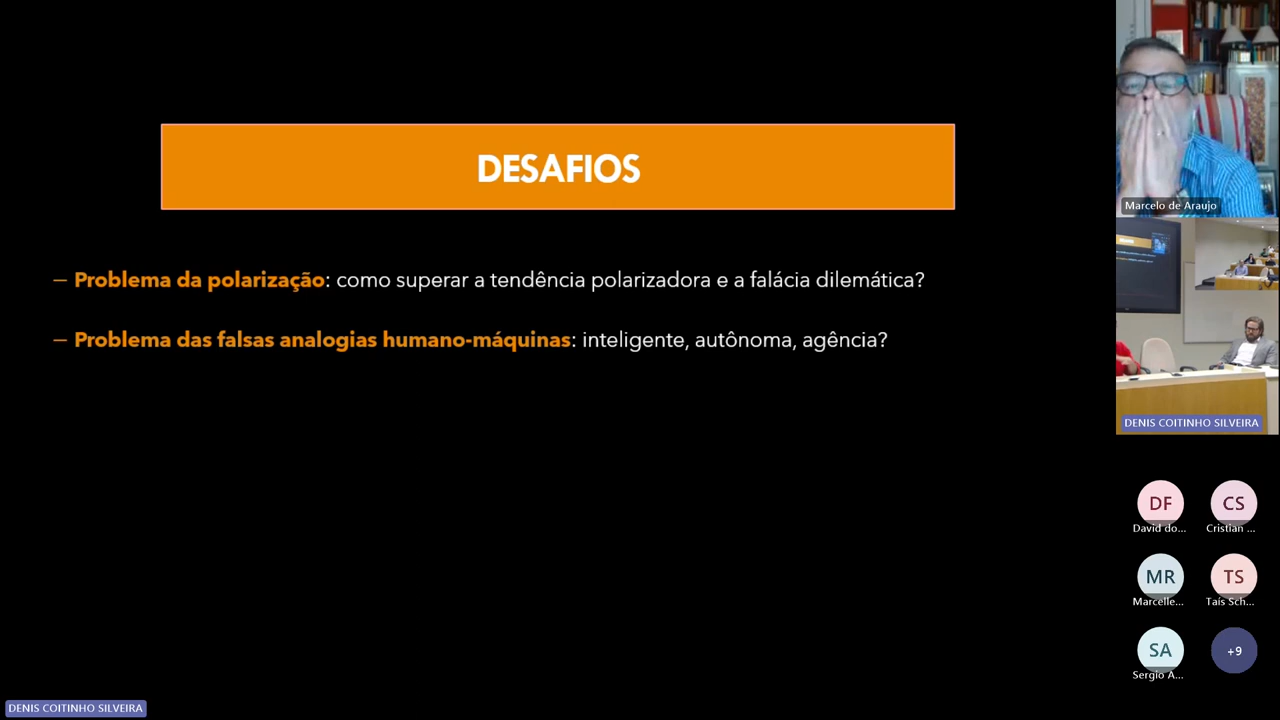 DESAFIOS
– Problema da polarização: como superar a tendência polarizadora e a falácia dilemática?
– Problema das falsas analogias humano-máquinas: inteligente, autônoma, agência?
Marcelo de Araujo
DENIS COITINHO SILVEIRA
DF
David do...
CS
Cristian ...
MR
Marcelle...
TS
Taís Sch...
SA
Sergio A...
+9
DENIS COITINHO SILVEIRA